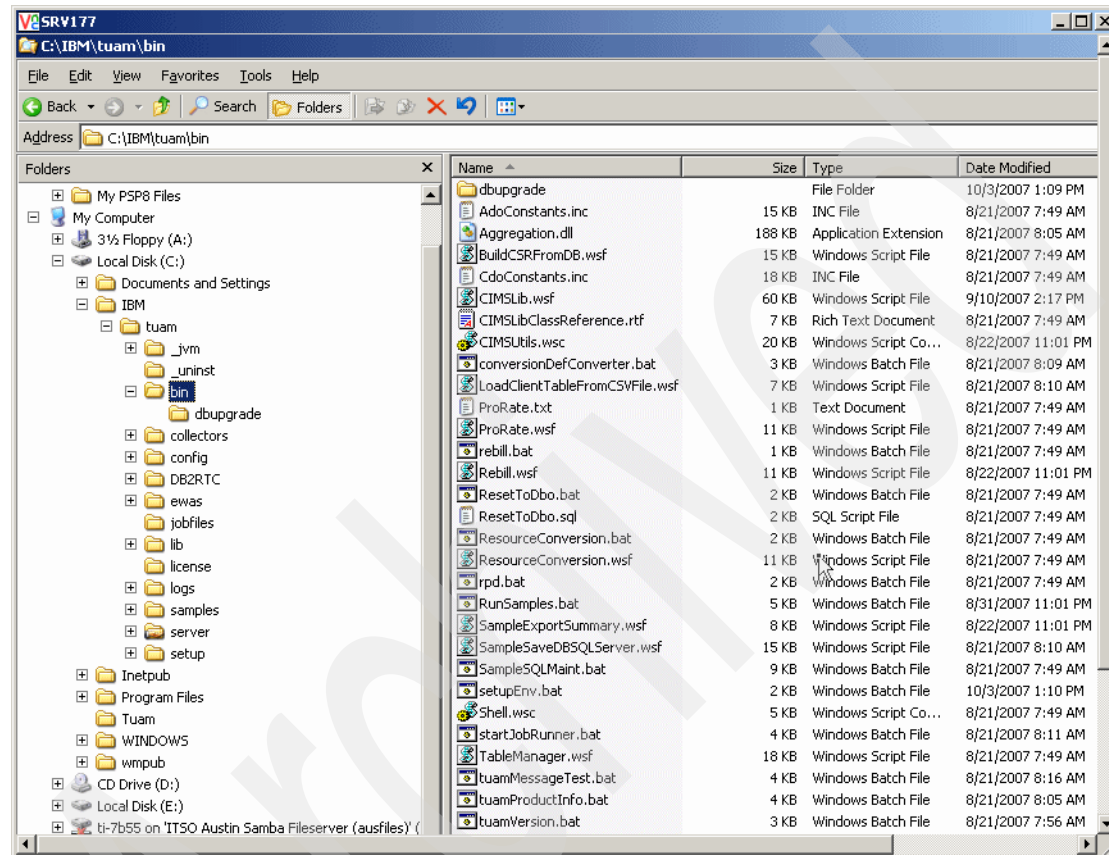 SRV177
C:\IBM\tuam\bin
File Edit View Favorites Tools Help
Back Search Folders
Address C:\IBM\tuam\bin
Folders
My PSP8 Files
My Computer
3½ Floppy (A:)
Local Disk (C:)
Documents and Settings
IBM
tuam
_jvm
_uninst
bin
dbupgrade
collectors
config
DB2RTC
ewas
jobfiles
lib
license
logs
samples
server
setup
Inetpub
Program Files
Tuam
WINDOWS
wmpub
CD Drive (D:)
Local Disk (E:)
ti-7b55 on 'ITSO Austin Samba Fileserver (ausfiles)' (
Name Size Type Date Modified
dbupgrade File Folder 10/3/2007 1:09 PM
AdoConstants.inc 15 KB INC File 8/21/2007 7:49 AM
Aggregation.dll 188 KB Application Extension 8/21/2007 8:05 AM
BuildCSRFromDB.wsf 15 KB Windows Script File 8/21/2007 7:49 AM
CdoConstants.inc 18 KB INC File 8/21/2007 7:49 AM
CIMSLib.wsf 60 KB Windows Script File 9/10/2007 2:17 PM
CIMSLibClassReference.rtf 7 KB Rich Text Document 8/21/2007 7:49 AM
CIMSUtils.wsc 20 KB Windows Script Co... 8/22/2007 11:01 PM
conversionDefConverter.bat 3 KB Windows Batch File 8/21/2007 8:09 AM
LoadClientTableFromCSVFile.wsf 7 KB Windows Script File 8/21/2007 8:10 AM
ProRate.txt 1 KB Text Document 8/21/2007 7:49 AM
ProRate.wsf 11 KB Windows Script File 8/21/2007 7:49 AM
rebill.bat 1 KB Windows Batch File 8/21/2007 7:49 AM
Rebill.wsf 11 KB Windows Script File 8/22/2007 11:01 PM
ResetToDbo.bat 2 KB Windows Batch File 8/21/2007 7:49 AM
ResetToDbo.sql 2 KB SQL Script File 8/21/2007 7:49 AM
ResourceConversion.bat 2 KB Windows Batch File 8/21/2007 7:49 AM
ResourceConversion.wsf 11 KB Windows Script File 8/21/2007 7:49 AM
rpd.bat 2 KB Windows Batch File 8/21/2007 7:49 AM
RunSamples.bat 5 KB Windows Batch File 8/31/2007 11:01 PM
SampleExportSummary.wsf 8 KB Windows Script File 8/22/2007 11:01 PM
SampleSaveDBSQLServer.wsf 15 KB Windows Script File 8/21/2007 8:10 AM
SampleSQLMaint.bat 9 KB Windows Batch File 8/21/2007 7:49 AM
setupEnv.bat 2 KB Windows Batch File 10/3/2007 1:10 PM
Shell.wsc 5 KB Windows Script Co... 8/21/2007 7:49 AM
startJobRunner.bat 4 KB Windows Batch File 8/21/2007 8:11 AM
TableManager.wsf 18 KB Windows Script File 8/21/2007 7:49 AM
tuamMessageTest.bat 4 KB Windows Batch File 8/21/2007 8:16 AM
tuamProductInfo.bat 4 KB Windows Batch File 8/21/2007 8:05 AM
tuamVersion.bat 3 KB Windows Batch File 8/21/2007 7:56 AM